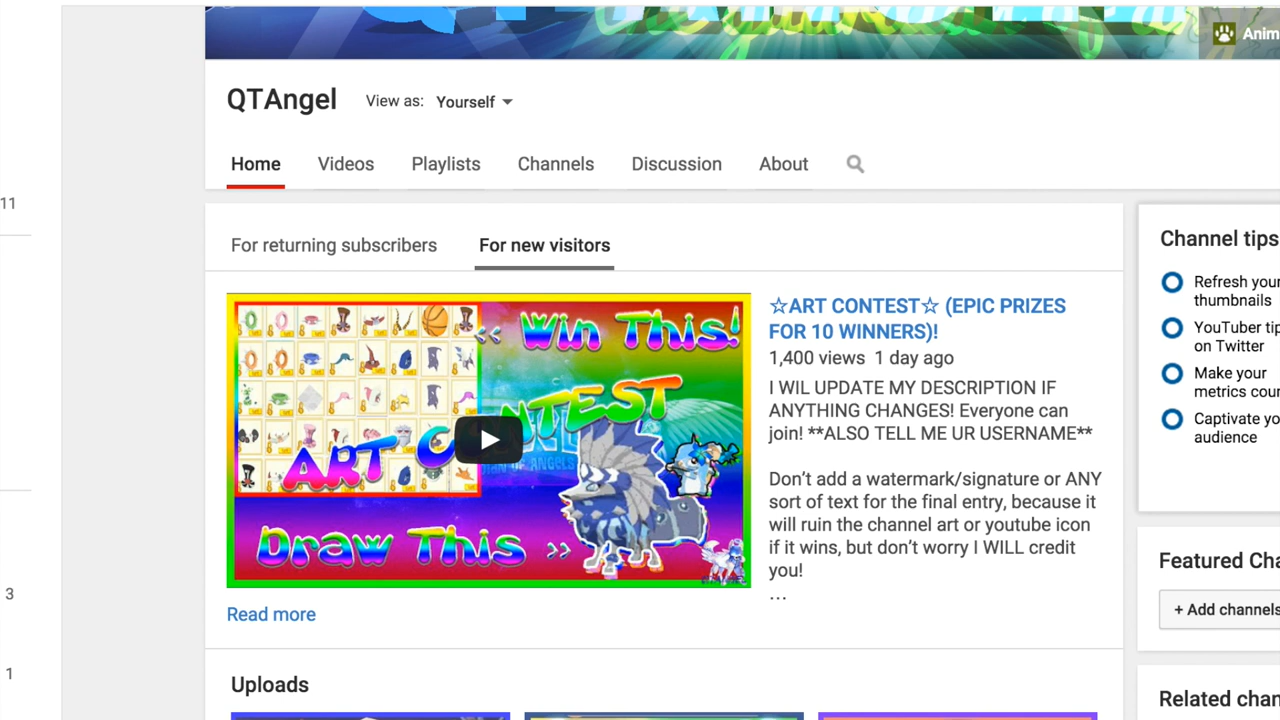 Anim
QTAngel
View as: Yourself
Home Videos Playlists Channels Discussion About
11
For returning subscribers For new visitors
Channel tips
Refresh your
thumbnails
YouTuber tip
on Twitter
Make your
metrics cou
Captivate yo
audience
Win This!
ART CONTEST
Draw This >>
☆ART CONTEST☆ (EPIC PRIZES
FOR 10 WINNERS)!
1,400 views 1 day ago
I WIL UPDATE MY DESCRIPTION IF
ANYTHING CHANGES! Everyone can
join! **ALSO TELL ME UR USERNAME**
Don't add a watermark/signature or ANY
sort of text for the final entry, because it
will ruin the channel art or youtube icon
if it wins, but don't worry I WILL credit
you!
...
Read more
3
1
Featured Cha
+ Add channels
Uploads
Related chan